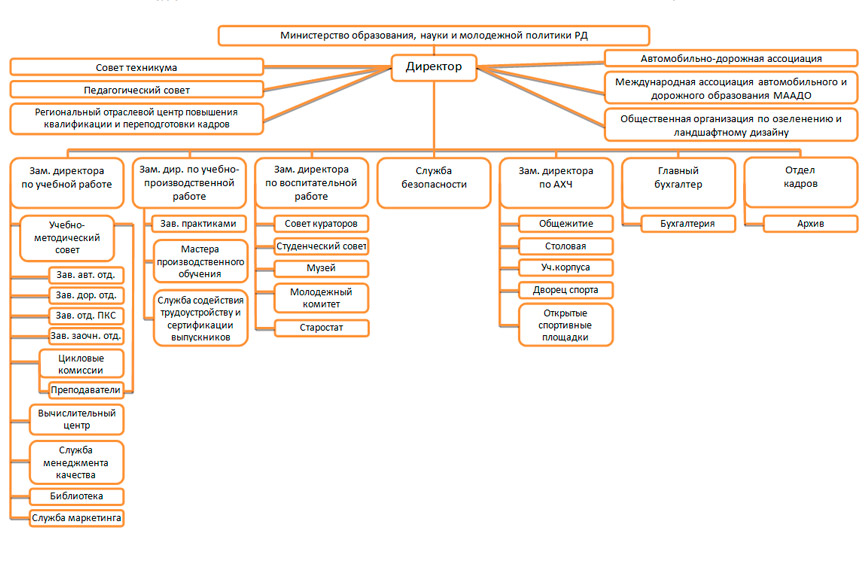 Министерство образования, науки и молодежной политики РД
Директор
Совет техникума
Педагогический совет
Региональный отраслевой центр повышения
квалификации и переподготовки кадров
Автомобильно-дорожная ассоциация
Международная ассоциация автомобильного и
дорожного образования МААДО
Общественная организация по озеленению и
ландшафтному дизайну
Зам. директора
по учебной работе
Учебно-
методический
совет
Зав. авт. отд.
Зав. дор. отд.
Зав. отд. ПКС
Зав. заочн. отд.
Цикловые
комиссии
Преподаватели
Вычислительный
центр
Служба
менеджмента
качества
Библиотека
Служба маркетинга
Зам. дир. по учебно-
производственной
работе
Зав. практиками
Мастера
производственного
обучения
Служба содействия
трудоустройству и
сертификации
выпускников
Зам. директора
по воспитательной
работе
Совет кураторов
Студенческий совет
Музей
Молодежный
комитет
Старостат
Служба
безопасности
Зам. директора
по АХЧ
Общежитие
Столовая
Уч.корпуса
Дворец спорта
Открытые
спортивные
площадки
Главный
бухгалтер
Бухгалтерия
Отдел
кадров
Архив